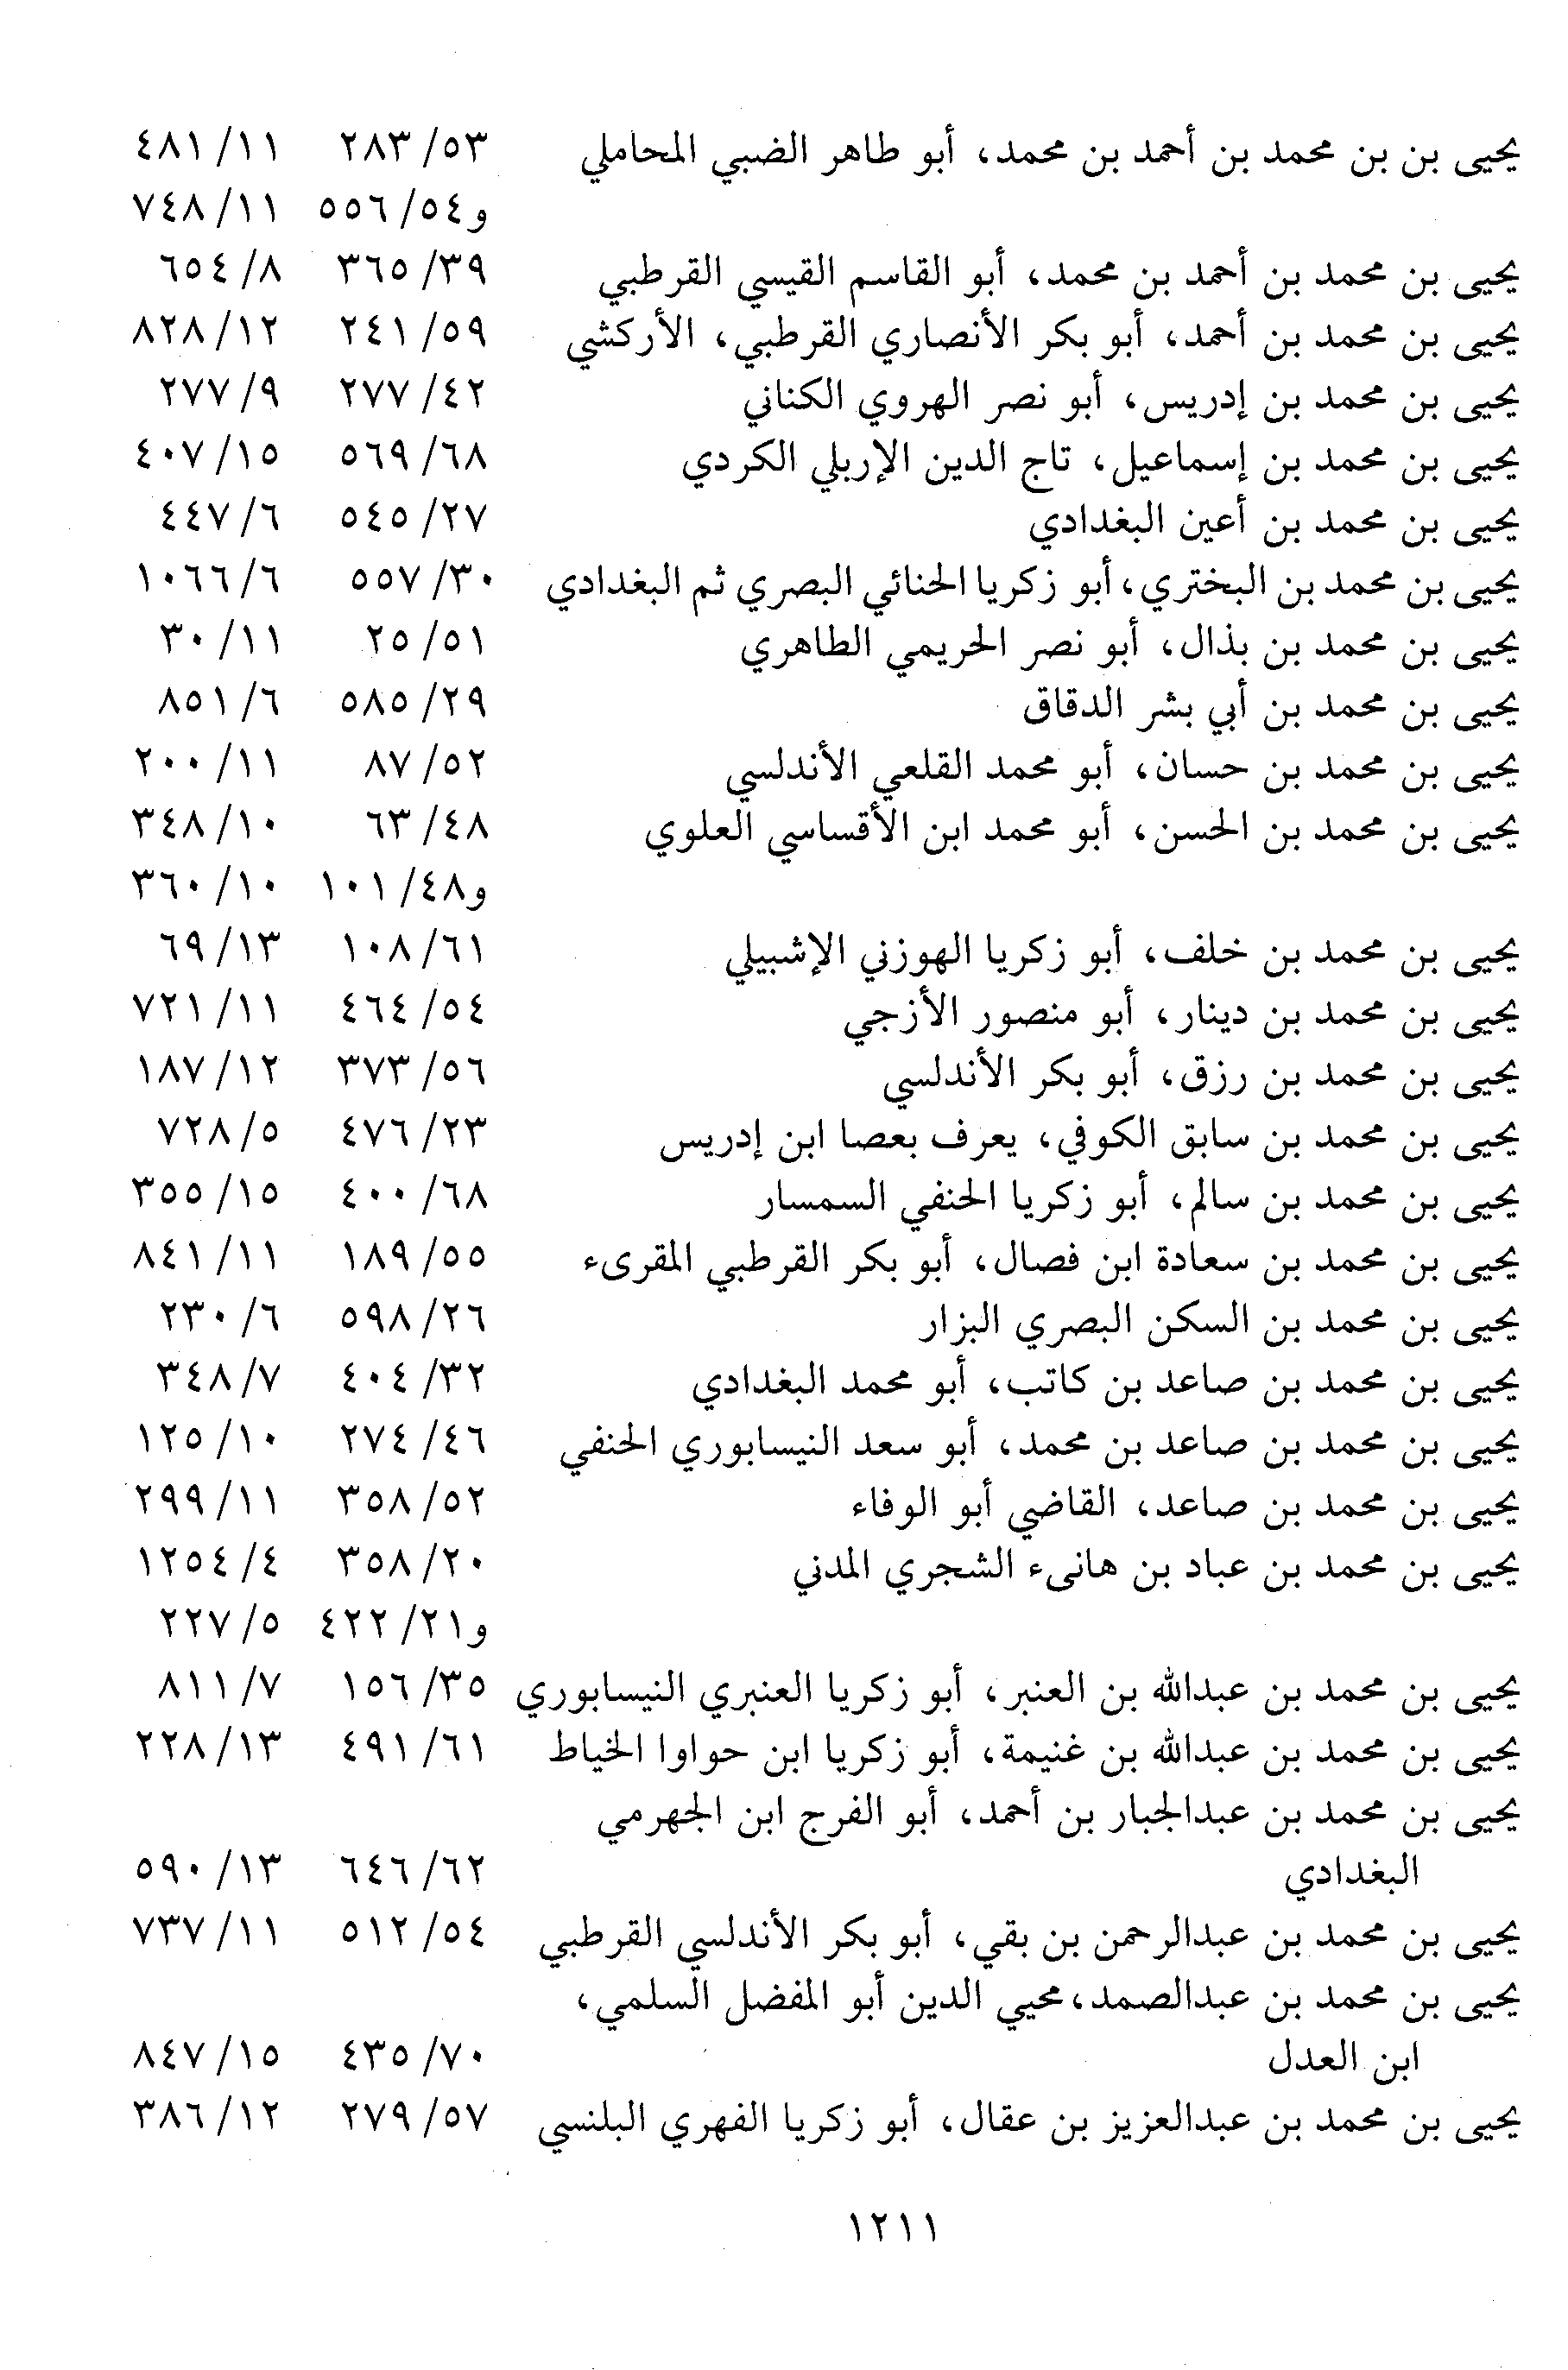 يحيى بن بن محمد بن أحمد بن محمد، أبو طاهر الضبي المحاملي ٥٣/ ٢٨٣ ١١/ ٤٨١
و٥٤/ ٥٥٦ ١١/ ٧٤٨
يحيى بن محمد بن أحمد بن محمد، أبو القاسم القيسي القرطبي ٣٩/ ٣٦٥ ٨/ ٦٥٤
يحيى بن محمد بن أحمد، أبو بكر الأنصاري القرطبي، الأركشي ٥٩/ ٢٤١ ١٢/ ٨٢٨
يحيى بن محمد بن إدريس، أبو نصر الهروي الكناني ٤٢/ ٢٧٧ ٩/ ٢٧٧
يحيى بن محمد بن إسماعيل، تاج الدين الإربلي الكردي ٦٨/ ٥٦٩ ١٥/ ٤٠٧
يحيى بن محمد بن أعين البغدادي ٢٧/ ٥٤٥ ٦/ ٤٤٧
يحيى بن محمد بن البختري، أبو زكريا الحنائي البصري ثم البغدادي ٣٠/ ٥٥٧ ٦/ ١٠٦٦
يحيى بن محمد بن بذال، أبو نصر الحريمي الطاهري ٥١/ ٢٥ ١١/ ٣٠
يحيى بن محمد بن أبي بشر الدقاق ٢٩/ ٥٨٥ ٦/ ٨٥١
يحيى بن محمد بن حسان، أبو محمد القلعي الأندلسي ٥٢/ ٨٧ ١١/ ٢٠٠
يحيى بن محمد بن الحسن، أبو محمد ابن الأقساسي العلوي ٤٨/ ٦٣ ١٠/ ٣٤٨
و٤٨/ ١٠١ ١٠/ ٣٦٠
يحيى بن محمد بن خلف، أبو زكريا الهوزني الإشبيلي ٦١/ ١٠٨ ١٣/ ٦٩
يحيى بن محمد بن دينار، أبو منصور الأزجي ٥٤/ ٤٦٤ ١١/ ٧٢١
يحيى بن محمد بن رزق، أبو بكر الأندلسي ٥٦/ ٣٧٣ ١٢/ ١٨٧
يحيى بن محمد بن سابق الكوفي، يعرف بعصا ابن إدريس ٢٣/ ٤٧٦ ٥/ ٧٢٨
يحيى بن محمد بن سالم، أبو زكريا الحنفي السمسار ٦٨/ ٤٠٠ ١٥/ ٣٥٥
يحيى بن محمد بن سعادة ابن فصال، أبو بكر القرطبي المقرىء ٥٥/ ١٨٩ ١١/ ٨٤١
يحيى بن محمد بن السكن البصري البزار ٢٦/ ٥٩٨ ٦/ ٢٣٠
يحيى بن محمد بن صاعد بن كاتب، أبو محمد البغدادي ٣٢/ ٤٠٤ ٧/ ٣٤٨
يحيى بن محمد بن صاعد بن محمد، أبو سعد النيسابوري الحنفي ٤٦/ ٢٧٤ ١٠/ ١٢٥
يحيى بن محمد بن صاعد، القاضي أبو الوفاء ٥٢/ ٣٥٨ ١١/ ٢٩٩
يحيى بن محمد بن عباد بن هانىء الشجري المدني ٢٠/ ٣٥٨ ٤/ ١٢٥٤
و٢١/ ٤٢٢ ٥/ ٢٢٧
يحيى بن محمد بن عبدالله بن العنبر، أبو زكريا العنبري النيسابوري ٣٥/ ١٥٦ ٧/ ٨١١
يحيى بن محمد بن عبدالله بن غنيمة، أبو زكريا ابن حواوا الخياط ٦١/ ٤٩١ ١٣/ ٢٢٨
يحيى بن محمد بن عبدالجبار بن أحمد، أبو الفرج ابن الجهرمي
البغدادي ٦٢/ ٦٤٦ ١٣/ ٥٩٠
يحيى بن محمد بن عبدالرحمن بن بقي، أبو بكر الأندلسي القرطبي ٥٤/ ٥١٢ ١١/ ٧٣٧
يحيى بن محمد بن عبدالصمد، محيي الدين أبو المفضل السلمي،
ابن العدل ٧٠/ ٤٣٥ ١٥/ ٨٤٧
يحيى بن محمد بن عبدالعزيز بن عقال، أبو زكريا الفهري البلنسي ٥٧/ ٢٧٩ ١٢/ ٣٨٦
١٢١١